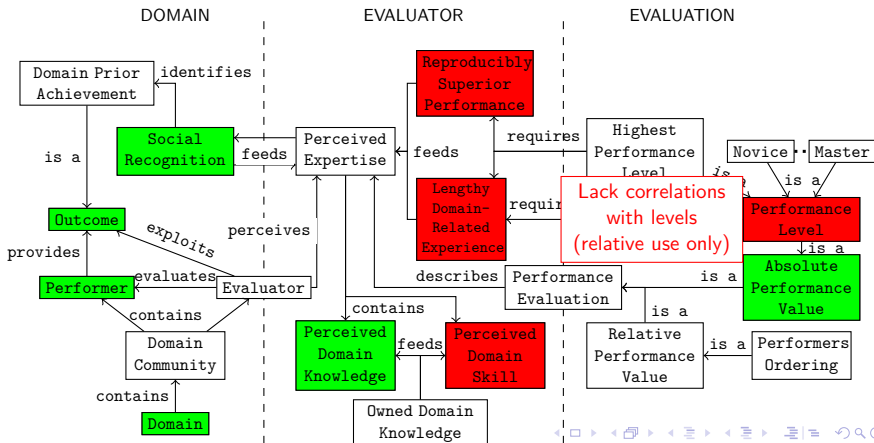 DOMAIN
EVALUATOR
EVALUATION
Domain Prior
Achievement
identifies
Social
Recognition
feeds
is a
Outcome
exploits
provides
Performer
evaluates
Evaluator
contains
Domain
Community
contains
Domain
perceives
Perceived
Expertise
feeds
Reproducibly
Superior
Performance
Lengthy
Domain-
Related
Experience
requires
requir
describes
contains
Perceived
Domain
Knowledge
feeds
Perceived
Domain
Skill
Owned Domain
Knowledge
Highest
Performance
Level
Lack correlations
with levels
(relative use only)
Novice
Master
is a
is a
Performance
Level
is a
Absolute
Performance
Value
is a
Performance
Evaluation
is a
Relative
Performance
Value
is a
Performers
Ordering